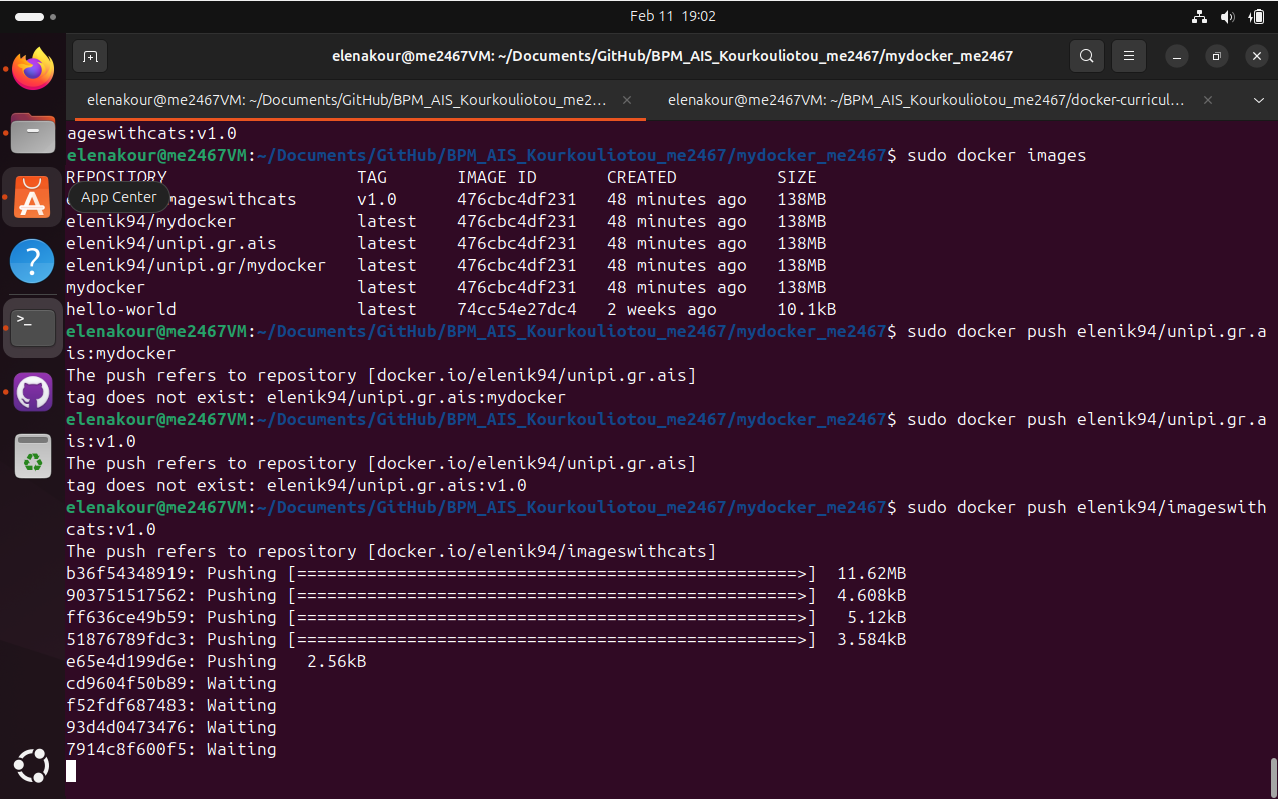 Feb 11 19:02
elenakour@me2467VM: ~/Documents/GitHub/BPM_AIS_Kourkouliotou_me2467/mydocker_me2467
elenakour@me2467VM: ~/Documents/GitHub/BPM_AIS_Kourkouliotou_me2...
elenakour@me2467VM: ~/BPM_AIS_Kourkouliotou_me2467/docker-curricul...
ageswithcats:v1.0
elenakour@me2467VM:~/Documents/GitHub/BPM_AIS_Kourkouliotou_me2467/mydocker_me2467$ sudo docker images
REPOSITORY TAG IMAGE ID CREATED SIZE
App Center
mageswithcats v1.0 476cbc4df231 48 minutes ago 138MB
elenik94/mydocker latest 476cbc4df231 48 minutes ago 138MB
elenik94/unipi.gr.ais latest 476cbc4df231 48 minutes ago 138MB
elenik94/unipi.gr/mydocker latest 476cbc4df231 48 minutes ago 138MB
mydocker latest 476cbc4df231 48 minutes ago 138MB
hello-world latest 74cc54e27dc4 2 weeks ago 10.1kB
elenakour@me2467VM:~/Documents/GitHub/BPM_AIS_Kourkouliotou_me2467/mydocker_me2467$ sudo docker push elenik94/unipi.gr.a
is:mydocker
The push refers to repository [docker.io/elenik94/unipi.gr.ais]
tag does not exist: elenik94/unipi.gr.ais:mydocker
elenakour@me2467VM:~/Documents/GitHub/BPM_AIS_Kourkouliotou_me2467/mydocker_me2467$ sudo docker push elenik94/unipi.gr.a
is:v1.0
The push refers to repository [docker.io/elenik94/unipi.gr.ais]
tag does not exist: elenik94/unipi.gr.ais:v1.0
elenakour@me2467VM:~/Documents/GitHub/BPM_AIS_Kourkouliotou_me2467/mydocker_me2467$ sudo docker push elenik94/imageswith
cats:v1.0
The push refers to repository [docker.io/elenik94/imageswithcats]
b36f54348919: Pushing [==================================================>] 11.62MB
903751517562: Pushing [==================================================>] 4.608kB
ff636ce49b59: Pushing [==================================================>] 5.12kB
51876789fdc3: Pushing [==================================================>] 3.584kB
e65e4d199d6e: Pushing 2.56kB
cd9604f50b89: Waiting
f52fdf687483: Waiting
93d4d0473476: Waiting
7914c8f600f5: Waiting